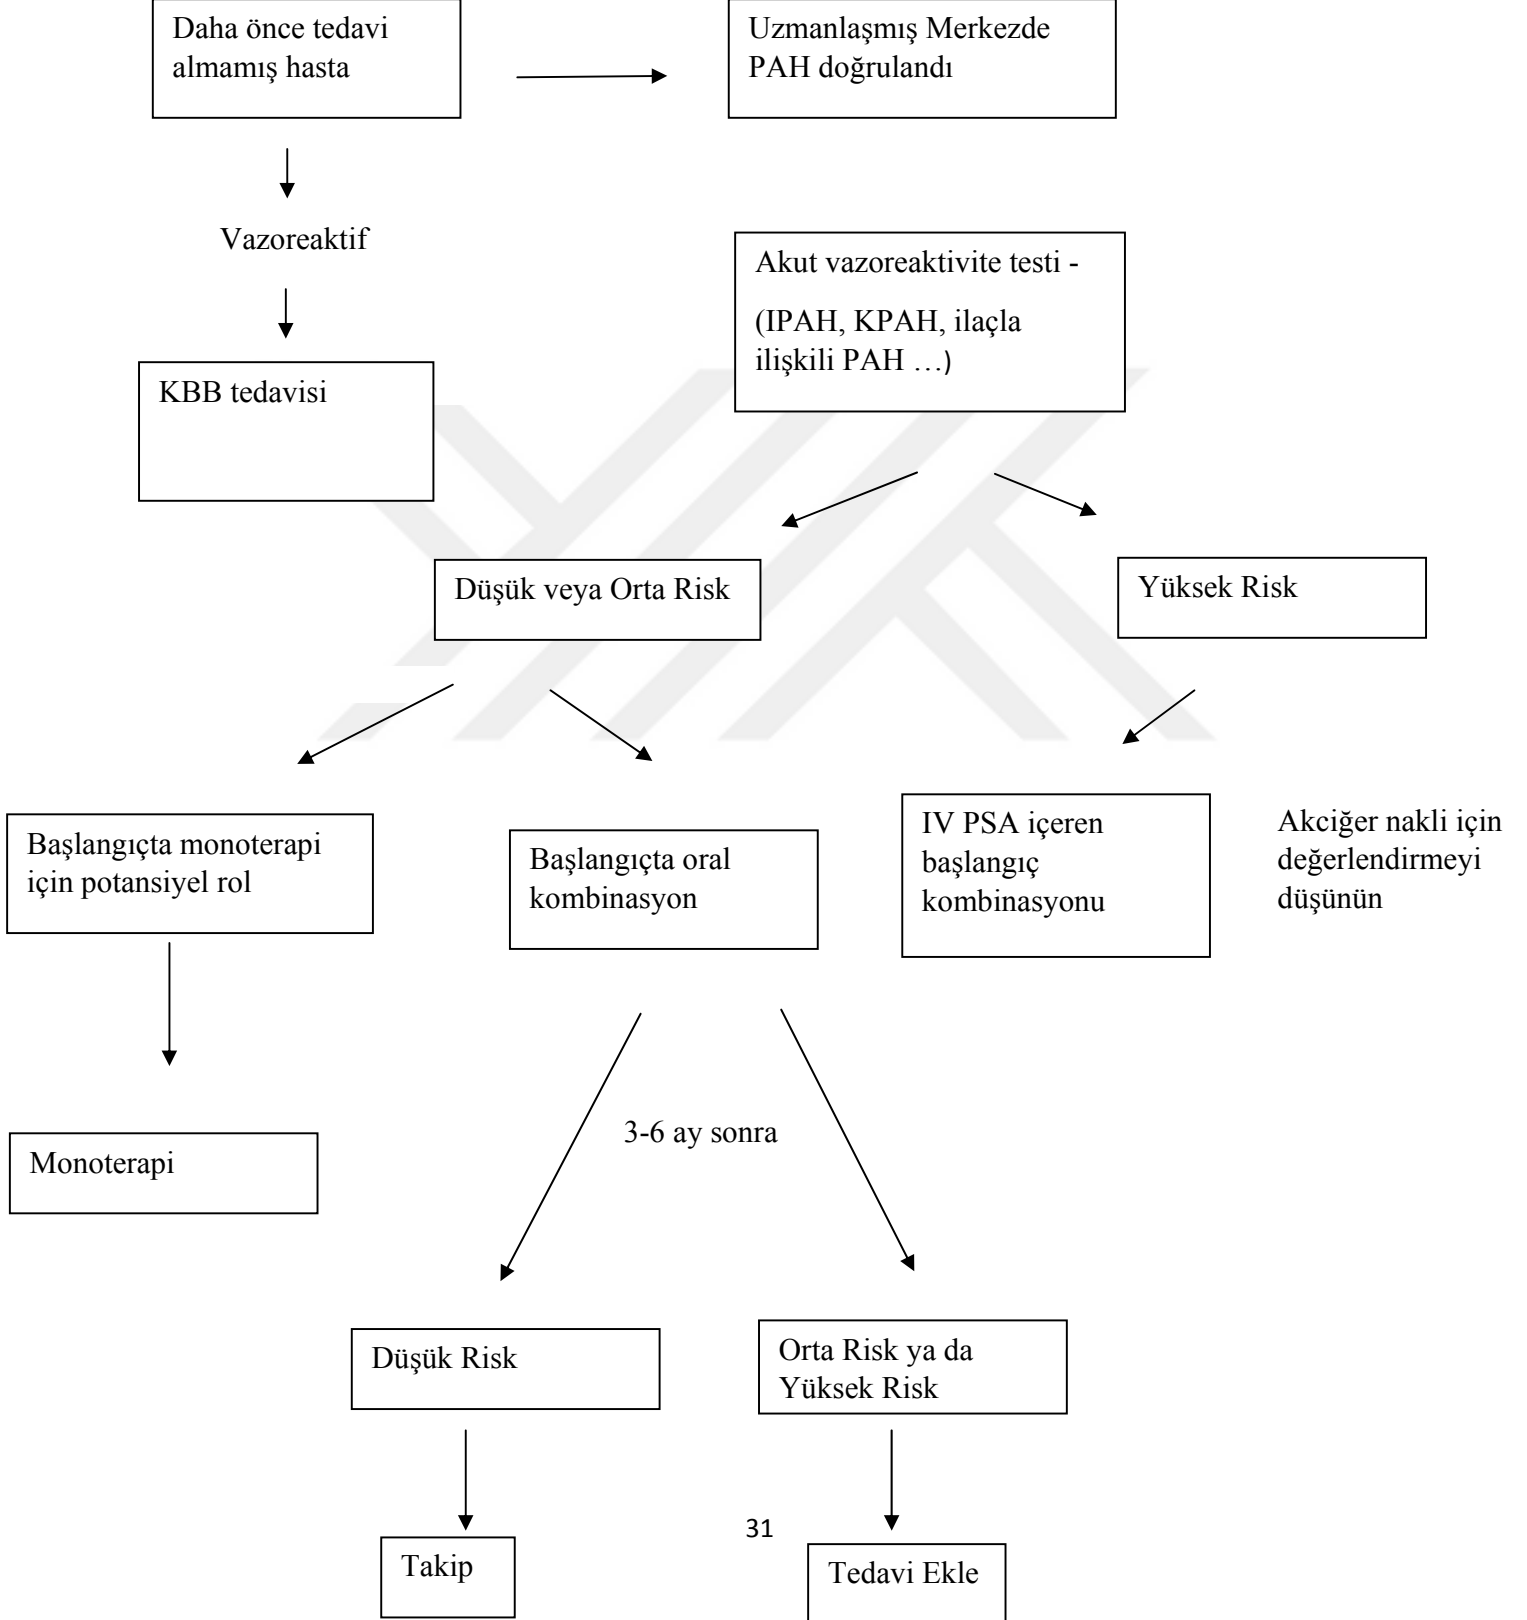 Daha önce tedavi
almamış hasta
Uzmanlaşmış Merkezde
PAH doğrulandı
Vazoreaktif
Akut vazoreaktivite testi -
(IPAH, KPAH, ilaçla
ilişkili PAH …)
KBB tedavisi
Düşük veya Orta Risk
Yüksek Risk
Başlangıçta monoterapi
için potansiyel rol
Başlangıçta oral
kombinasyon
IV PSA içeren
başlangıç
kombinasyonu
Akciğer nakli için
değerlendirmeyi
düşünün
3-6 ay sonra
Monoterapi
Düşük Risk
Orta Risk ya da
Yüksek Risk
31
Takip
Tedavi Ekle